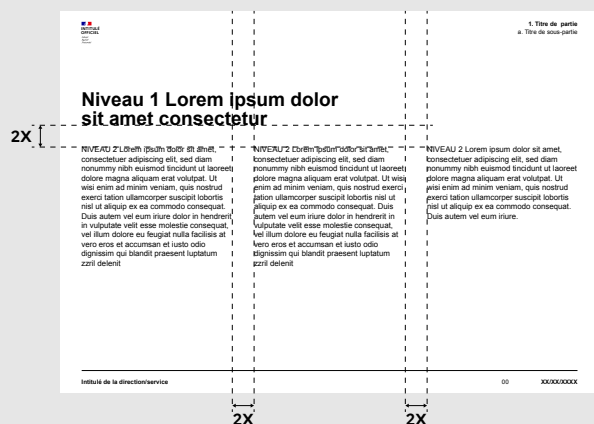 INTITULÉ
OFFICIEL
1. Titre de partie
a. Titre de sous-partie
Niveau 1 Lorem ipsum dolor
sit amet consectetur
2X
NIVEAU 2 Lorem ipsum dolor sit amet,
consectetuer adipiscing elit, sed diam
nonummy nibh euismod tincidunt ut laoreet
dolore magna aliquam erat volutpat. Ut
wisi enim ad minim veniam, quis nostrud
exerci tation ullamcorper suscipit lobortis
nisl ut aliquip ex ea commodo consequat.
Duis autem vel eum iriure dolor in hendrerit
in vulputate velit esse molestie consequat,
vel illum dolore eu feugiat nulla facilisis at
vero eros et accumsan et iusto odio
dignissim qui blandit praesent luptatum
zzril delenit
NIVEAU 2 Lorem ipsum dolor sit amet,
consectetuer adipiscing elit, sed diam
nonummy nibh euismod tincidunt ut laoreet
dolore magna aliquam erat volutpat. Ut wisi
enim ad minim veniam, quis nostrud exerci
tation ullamcorper suscipit lobortis nisl ut
aliquip ex ea commodo consequat. Duis
autem vel eum iriure dolor in hendrerit in
vulputate velit esse molestie consequat,
vel illum dolore eu feugiat nulla facilisis at
vero eros et accumsan et iusto odio
dignissim qui blandit praesent luptatum
zzril delenit
NIVEAU 2 Lorem ipsum dolor sit amet,
consectetuer adipiscing elit, sed diam
nonummy nibh euismod tincidunt ut laoreet
dolore magna aliquam erat volutpat. Ut
wisi enim ad minim veniam, quis nostrud
exerci tation ullamcorper suscipit lobortis
nisl ut aliquip ex ea commodo consequat.
Duis autem vel eum iriure.
Intitulé de la direction/service
00
XX/XX/XXXX
2X
2X